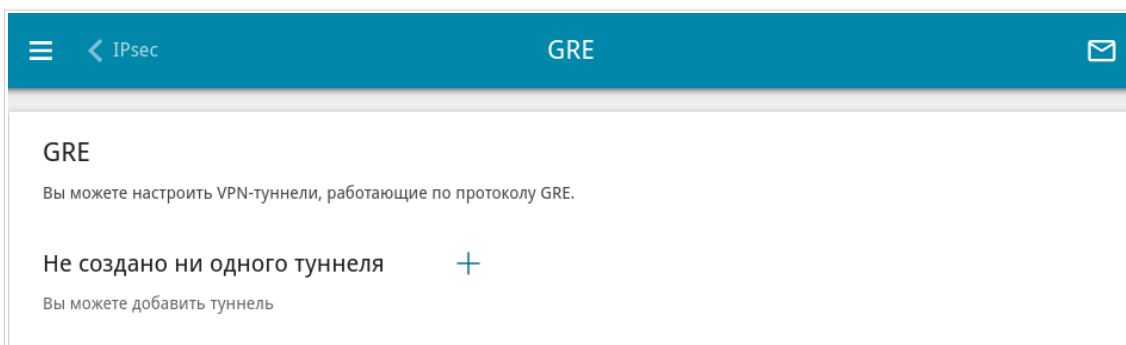 IPsec
GRE
GRE
Вы можете настроить VPN-туннели, работающие по протоколу GRE.
Не создано ни одного туннеля
Вы можете добавить туннель